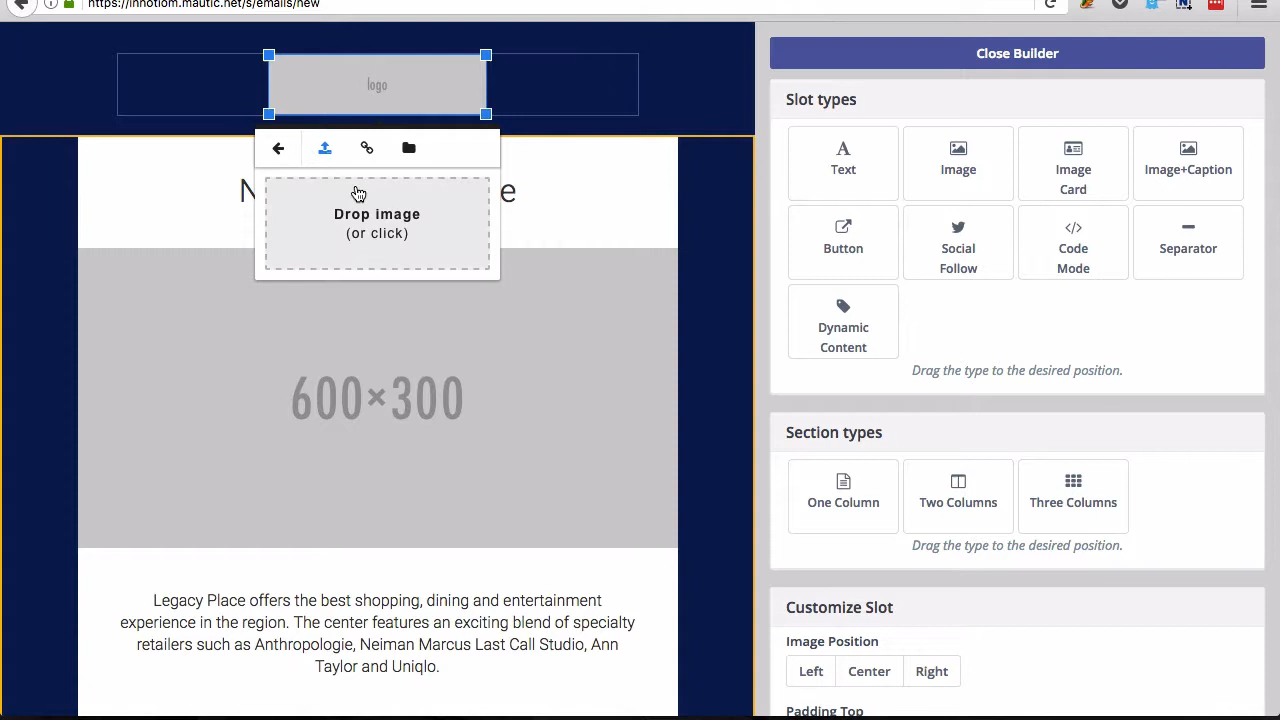 https://innotiom.mautic.net/s/emails/new
Close Builder
logo
Slot types
Text
Image
Image
Card
Image+Caption
Drop image
(or click)
Button
Social
Follow
Code
Mode
Separator
Dynamic
Content
Drag the type to the desired position.
600×300
Section types
One Column
Two Columns
Three Columns
Drag the type to the desired position.
Legacy Place offers the best shopping, dining and entertainment
experience in the region. The center features an exciting blend of specialty
retailers such as Anthropologie, Neiman Marcus Last Call Studio, Ann
Taylor and Uniqlo.
Customize Slot
Image Position
Left
Center
Right
Padding Top